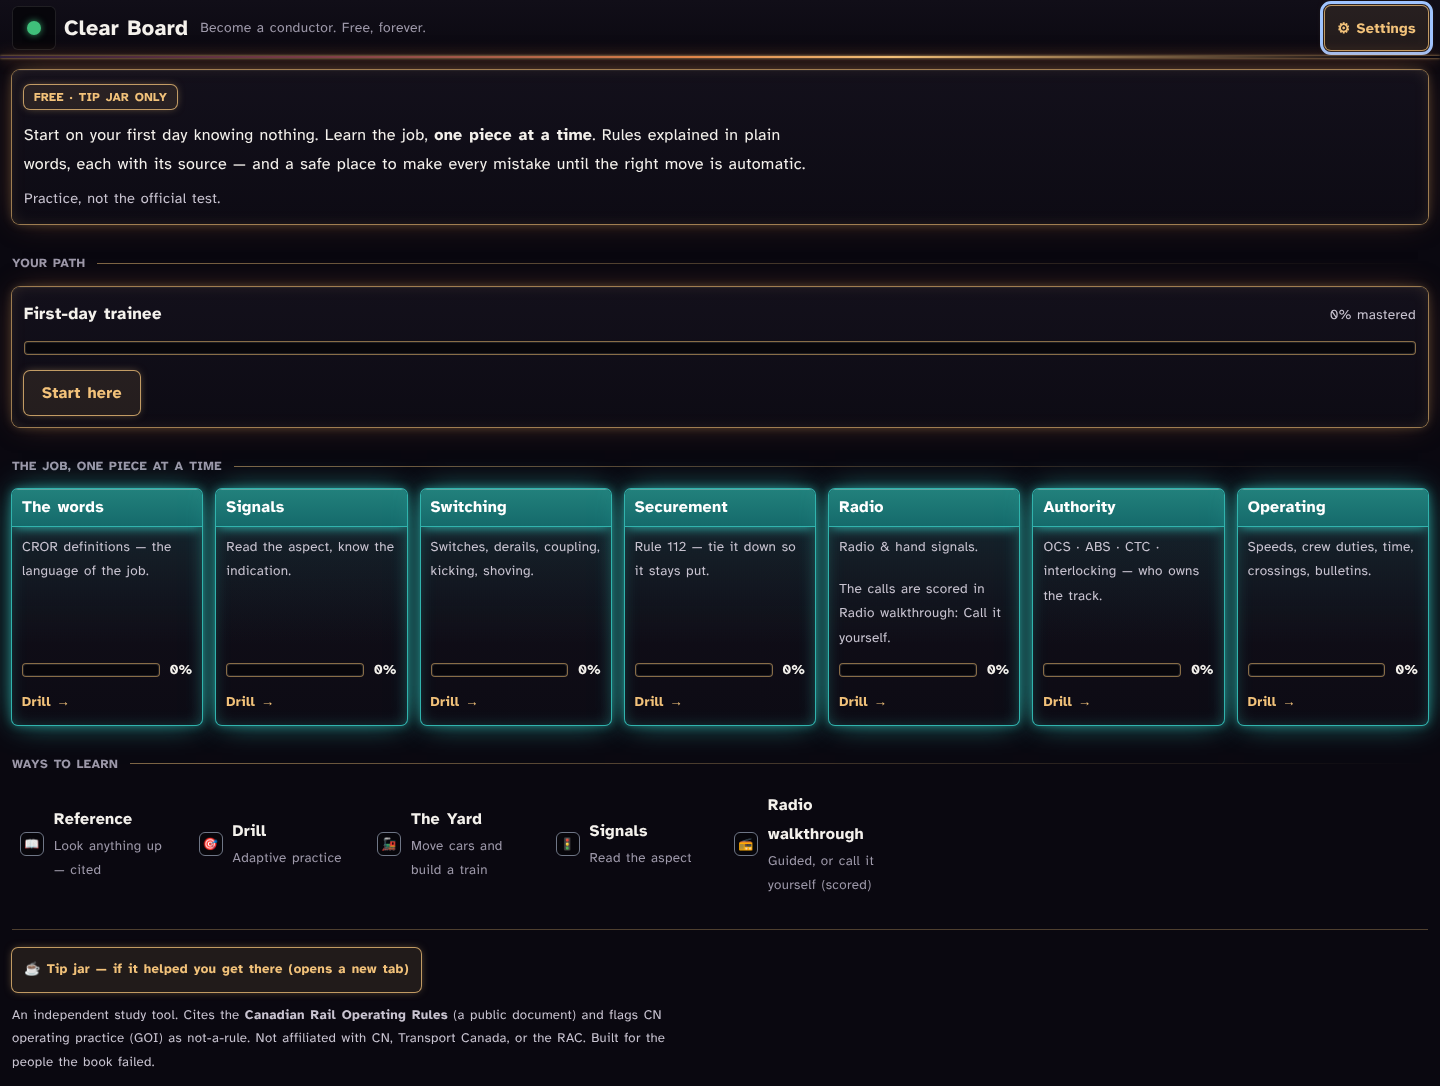 Clear Board
Become a conductor. Free, forever.
⚙ Settings
FREE · TIP JAR ONLY
Start on your first day knowing nothing. Learn the job, one piece at a time. Rules explained in plain
words, each with its source — and a safe place to make every mistake until the right move is automatic.
Practice, not the official test.
YOUR PATH
First-day trainee
0% mastered
Start here
THE JOB, ONE PIECE AT A TIME
The words
CROR definitions — the
language of the job.
0%
Drill →
Signals
Read the aspect, know the
indication.
0%
Drill →
Switching
Switches, derails, coupling,
kicking, shoving.
0%
Drill →
Securement
Rule 112 — tie it down so
it stays put.
0%
Drill →
Radio
Radio & hand signals.
The calls are scored in
Radio walkthrough: Call it
yourself.
0%
Drill →
Authority
OCS · ABS · CTC ·
interlocking — who owns
the track.
0%
Drill →
Operating
Speeds, crew duties, time,
crossings, bulletins.
0%
Drill →
WAYS TO LEARN
Reference
Look anything up
— cited
Drill
Adaptive practice
The Yard
Move cars and
build a train
Signals
Read the aspect
Radio
walkthrough
Guided, or call it
yourself (scored)
☕ Tip jar — if it helped you get there (opens a new tab)
An independent study tool. Cites the Canadian Rail Operating Rules (a public document) and flags CN
operating practice (GOI) as not-a-rule. Not affiliated with CN, Transport Canada, or the RAC. Built for the
people the book failed.